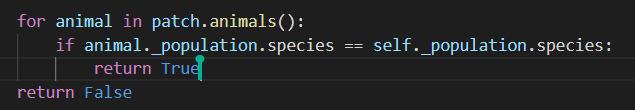 for animal in patch.animals():
    if animal._population.species == self._population.species:
        return True
return False